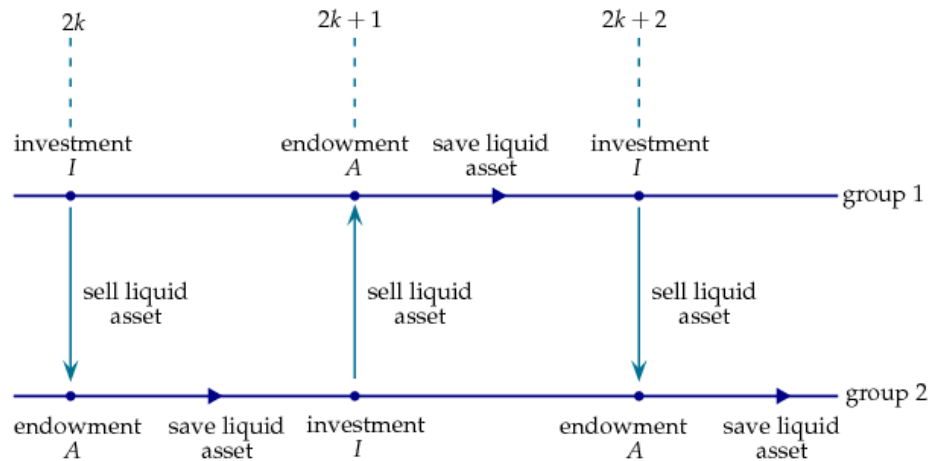 2k
2k + 1
2k + 2
investment
I
endowment
A
save liquid
asset
investment
I
group 1
sell liquid
asset
sell liquid
asset
sell liquid
asset
group 2
endowment
A
save liquid
asset
investment
I
endowment
A
save liquid
asset